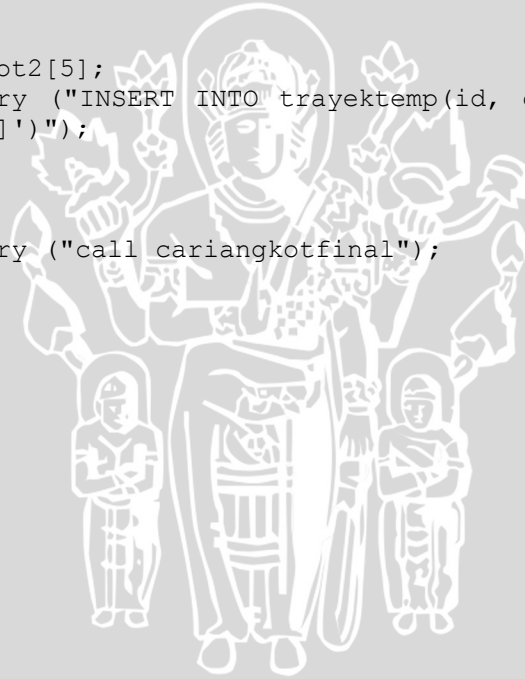 ot2[5];
ry ("INSERT INTO trayektemp(id,
]')");
ry ("call cariangkotfinal");